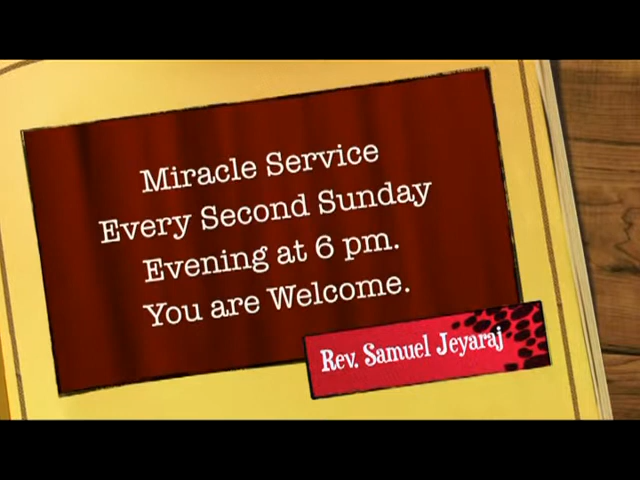 Miracle Service
Every Second Sunday
Evening at 6 pm.
You are Welcome.
Rev. Samuel Jeyaraj